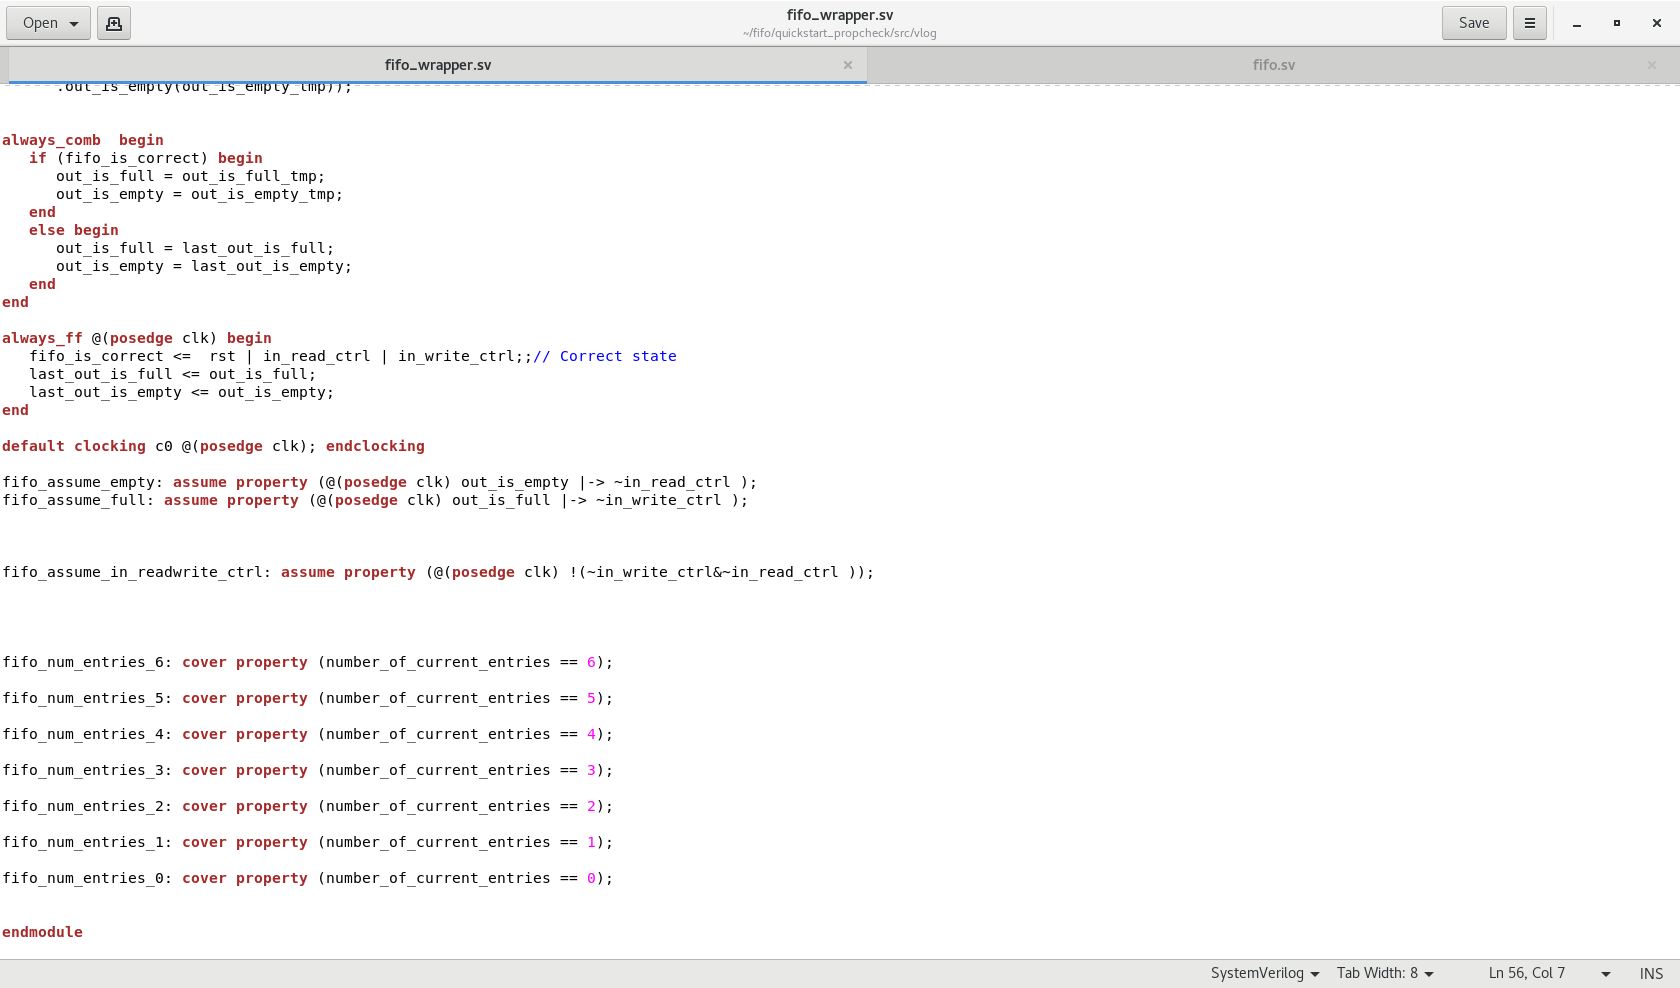 Open
fifo_wrapper.sv
~/fifo/quickstart_propcheck/src/vlog
Save
fifo_wrapper.sv
fifo.sv
.out_is_empty(out_is_empty_tmp));
always_comb  begin
   if (fifo_is_correct) begin
      out_is_full = out_is_full_tmp;
      out_is_empty = out_is_empty_tmp;
   end
   else begin
      out_is_full = last_out_is_full;
      out_is_empty = last_out_is_empty;
   end
end
always_ff @(posedge clk) begin
   fifo_is_correct <=  rst | in_read_ctrl | in_write_ctrl;;// Correct state
   last_out_is_full <= out_is_full;
   last_out_is_empty <= out_is_empty;
end
default clocking c0 @(posedge clk); endclocking
fifo_assume_empty: assume property (@(posedge clk) out_is_empty |-> ~in_read_ctrl );
fifo_assume_full: assume property (@(posedge clk) out_is_full |-> ~in_write_ctrl );
fifo_assume_in_readwrite_ctrl: assume property (@(posedge clk) !(~in_write_ctrl&~in_read_ctrl ));
fifo_num_entries_6: cover property (number_of_current_entries == 6);
fifo_num_entries_5: cover property (number_of_current_entries == 5);
fifo_num_entries_4: cover property (number_of_current_entries == 4);
fifo_num_entries_3: cover property (number_of_current_entries == 3);
fifo_num_entries_2: cover property (number_of_current_entries == 2);
fifo_num_entries_1: cover property (number_of_current_entries == 1);
fifo_num_entries_0: cover property (number_of_current_entries == 0);
endmodule
SystemVerilog
Tab Width: 8
Ln 56, Col 7
INS